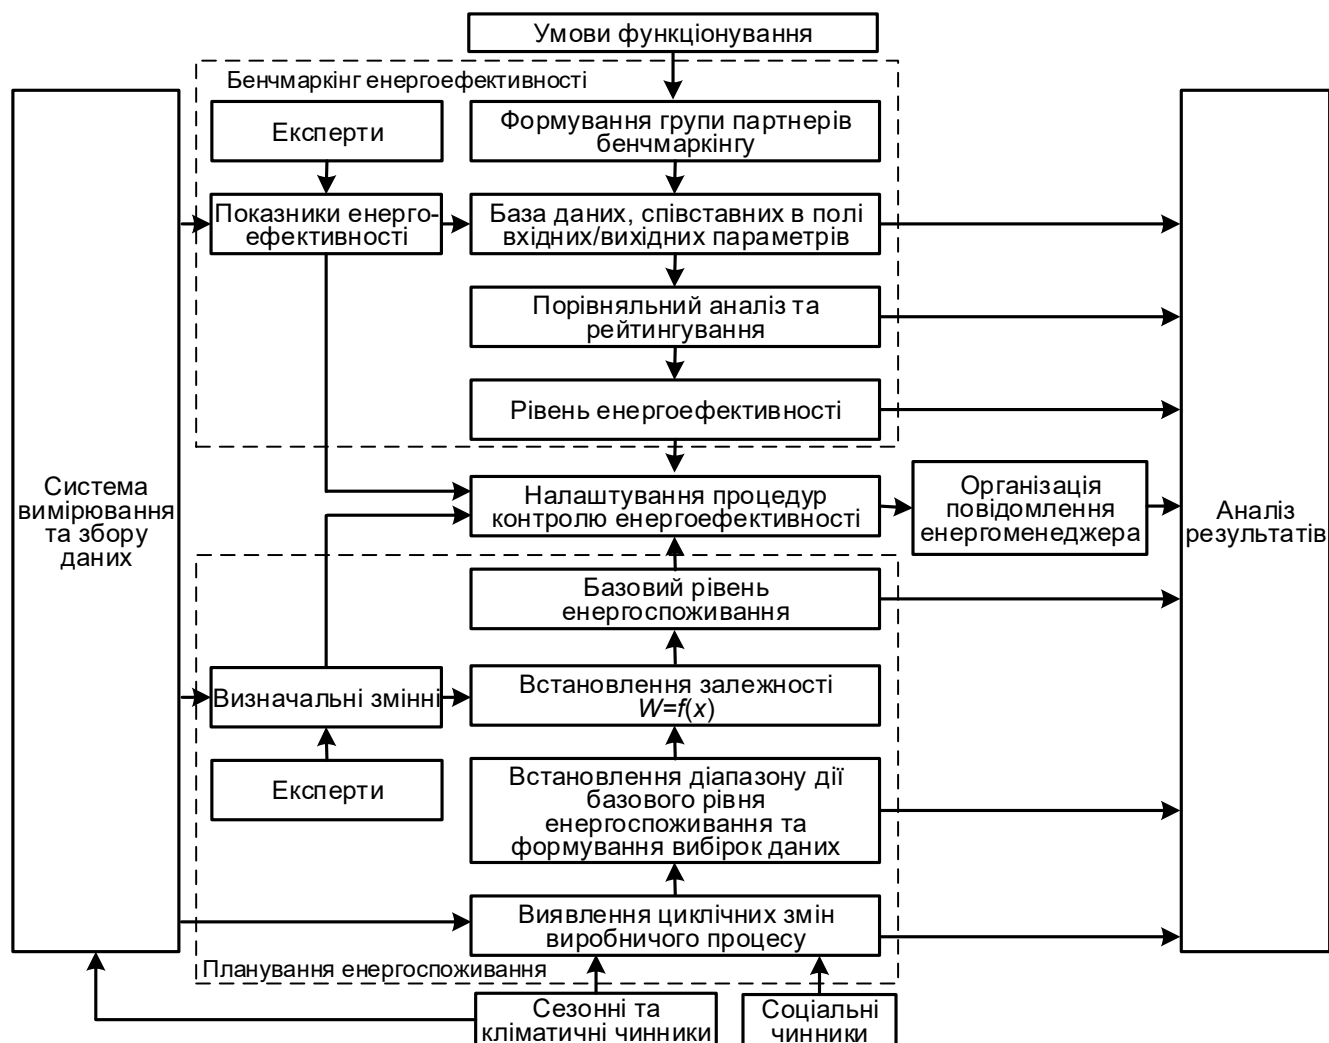 Умови функціонування
Бенчмаркінг енергоефективності
Експерти
Формування групи партнерів
бенчмаркінгу
Показники енерго-
ефективності
База даних, співставних в полі
вхідних/вихідних параметрів
Порівняльний аналіз та
рейтингування
Рівень енергоефективності
Система
вимірювання
та збору
даних
Налаштування процедур
контролю енергоефективності
Організація
повідомлення
енергоменеджера
Аналіз
результатів
Базовий рівень
енергоспоживання
Визначальні змінні
Встановлення залежності
W=f(x)
Експерти
Встановлення діапазону дії
базового рівня
енергоспоживання та
формування вибірок даних
Виявлення циклічних змін
виробничого процесу
Планування енергоспоживання
Сезонні та
кліматичні чинники
Соціальні
чинники